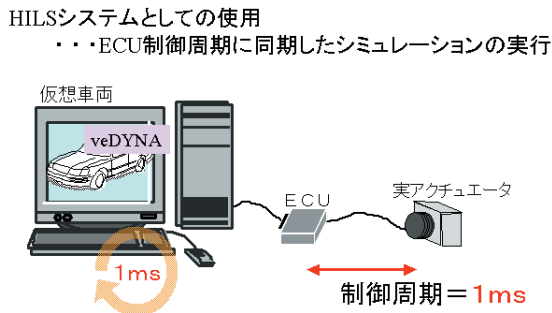 HILSシステムとしての使用
・・・ECU制御周期に同期したシミュレーションの実行
仮想車両
veDYNA
ECU
実アクチュエータ
1ms
制御周期＝1ms